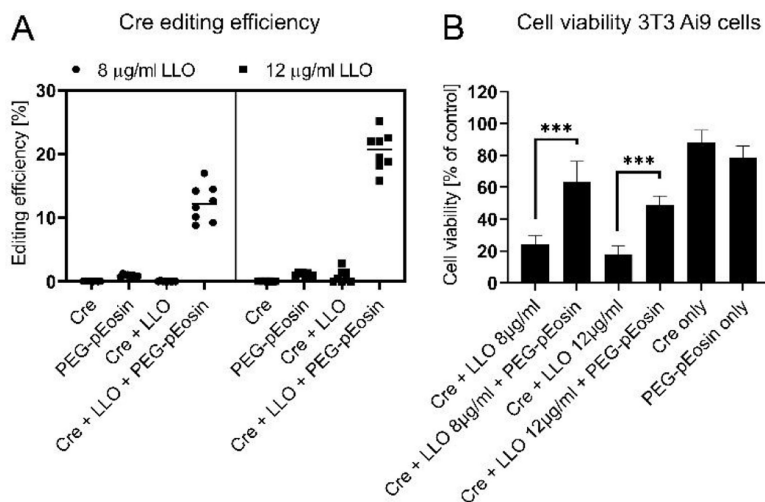 A
Cre editing efficiency
● 8 µg/ml LLO ■ 12 µg/ml LLO
Editing efficiency [%]
30
20
10
0
Cre
PEG-pEosin
Cre + LLO
Cre + LLO + PEG-pEosin
Cre
PEG-pEosin
Cre + LLO
Cre + LLO + PEG-pEosin
B
Cell viability 3T3 Ai9 cells
Cell viability [% of control]
120
100
80
60
40
20
0
***
***
Cre + LLO 8µg/ml
Cre + LLO 8µg/ml + PEG-pEosin
Cre + LLO 12µg/ml
Cre + LLO 12µg/ml + PEG-pEosin
Cre only
PEG-pEosin only